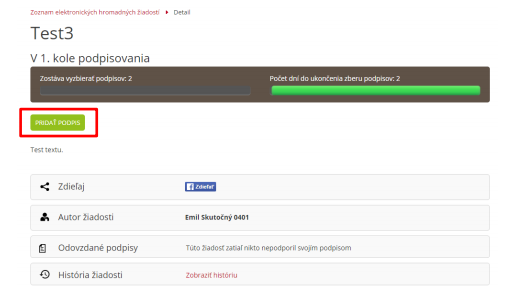 Zoznam elektronických hromadných žiadostí Detail
Test3
V 1. kole podpisovania
Zostáva vyzbierať podpisov: 2 Počet dní do ukončenia zberu podpisov: 2
PRIDAŤ PODPIS
Test textu.
Zdieľaj Zdieľať
Autor žiadosti Emil Skutočný 0401
Odovzdané podpisy Túto žiadosť zatiaľ nikto nepodporil svojím podpisom
História žiadosti Zobraziť históriu